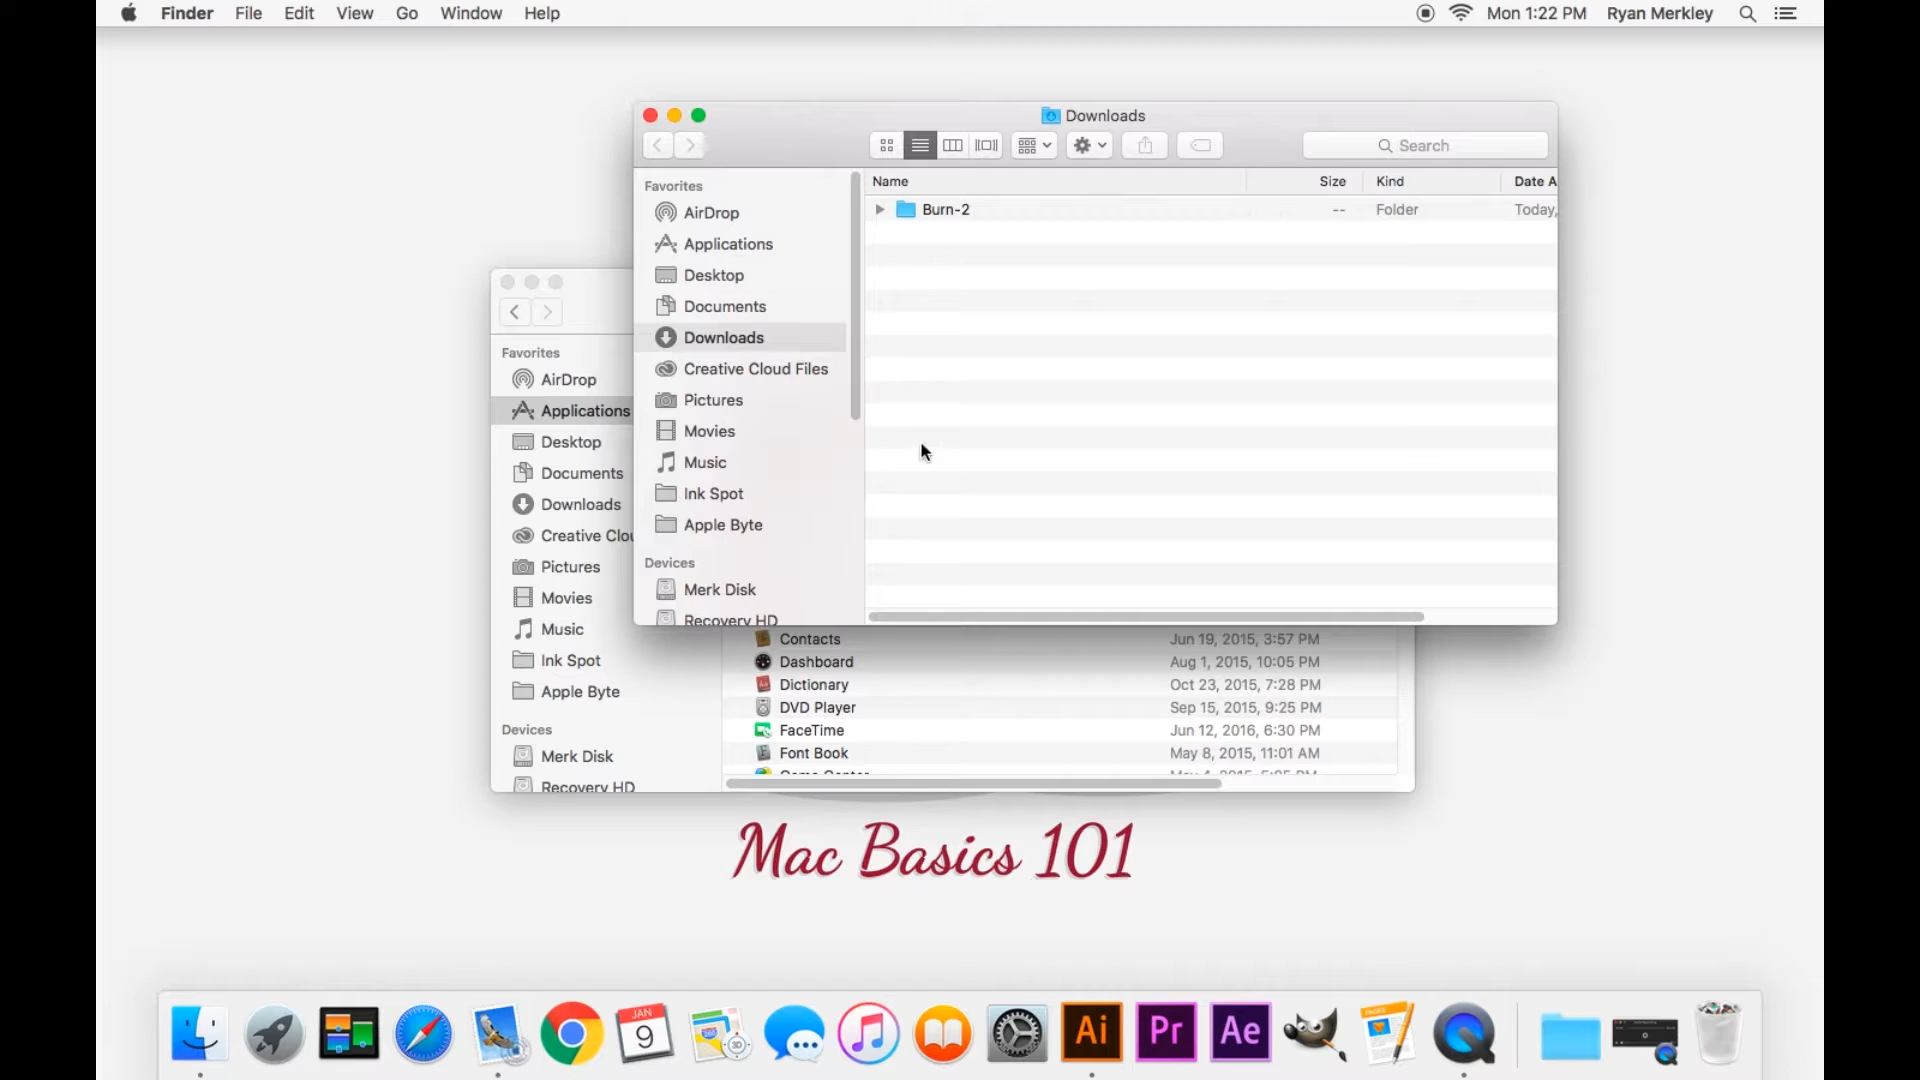 Finder File Edit View Go Window Help Mon 1:22 PM Ryan Merkley
Downloads
Search
Favorites
AirDrop
Applications
Desktop
Documents
Downloads
Creative Cloud Files
Pictures
Movies
Music
Ink Spot
Apple Byte
Devices
Merk Disk
Recovery HD
Name Size Kind Date A
Burn-2 -- Folder Today,
Favorites
AirDrop
Applications
Desktop
Documents
Downloads
Creative Clou
Pictures
Movies
Music
Ink Spot
Apple Byte
Devices
Merk Disk
Recovery HD
Contacts Jun 19, 2015, 3:57 PM
Dashboard Aug 1, 2015, 10:05 PM
Dictionary Oct 23, 2015, 7:28 PM
DVD Player Sep 15, 2015, 9:25 PM
FaceTime Jun 12, 2016, 6:30 PM
Font Book May 8, 2015, 11:01 AM
Mac Basics 101
JAN
9
3D
Ai
Pr
Ae
PAGES